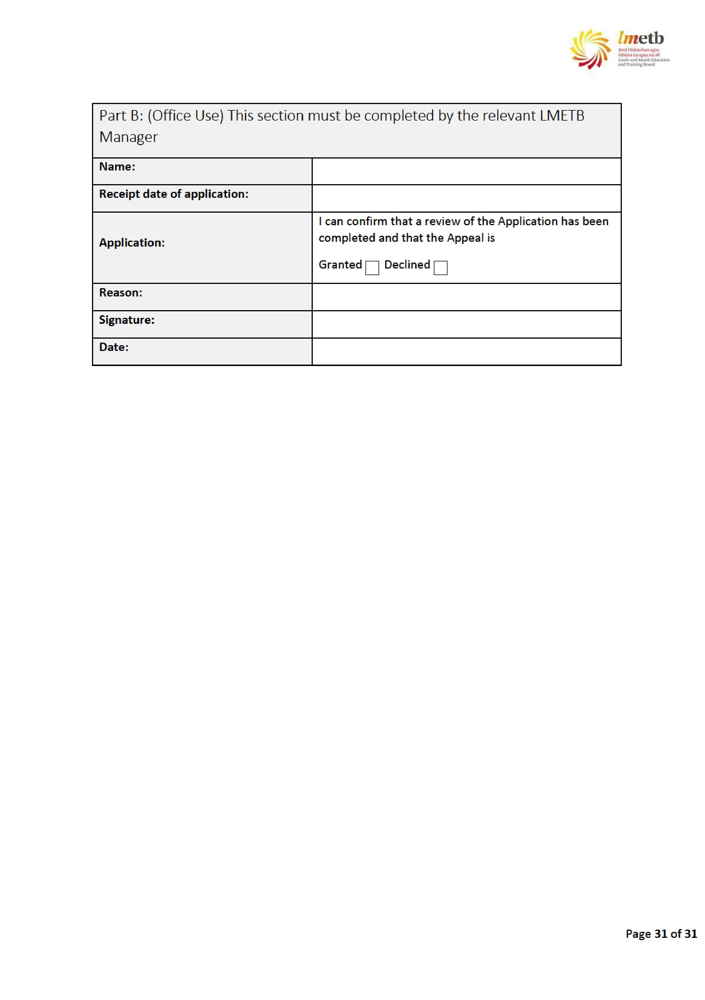 lmetb
Bord Oideachais agus
Oiliúna Lú agus na Mí
Louth and Meath Education
and Training Board
Part B: (Office Use) This section must be completed by the relevant LMETB
Manager
Name:
Receipt date of application:
Application:
I can confirm that a review of the Application has been
completed and that the Appeal is
Granted Declined
Reason:
Signature:
Date:
Page 31 of 31